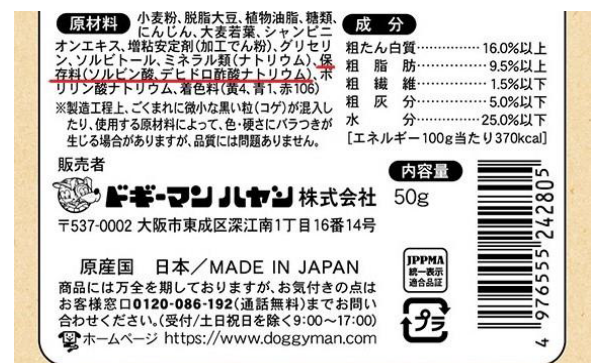 原材料 小麦粉、脱脂大豆、植物油脂、糖類、
にんじん、大麦若葉、シャンピニ
オンエキス、増粘安定剤(加工でん粉)、グリセリ
ン、ソルビトール、ミネラル類(ナトリウム)、保
存料(ソルビン酸、デヒドロ酢酸ナトリウム)、ポ
リリン酸ナトリウム、着色料(黄4、青1、赤106)
※製造工程上、ごくまれに微小な黒い粒(コゲ)が混入し
たり、使用する原材料によって、色・硬さにバラつきが
生じる場合がありますが、品質には問題ありません。
販売者
ドギーマンハヤシ株式会社
〒537-0002 大阪市東成区深江南1丁目16番14号
原産国 日本/MADE IN JAPAN
商品には万全を期しておりますが、お気付きの点は
お客様窓口0120-086-192(通話無料)までお問い
合わせください。(受付/土日祝日を除く9:00〜17:00)
ホームページ https://www.doggyman.com
成分
粗たん白質……………16.0%以上
粗脂肪……………9.5%以上
粗繊維……………1.5%以下
粗灰分……………5.0%以下
水分……………25.0%以下
[エネルギー100g当たり370kcal]
内容量
50g
JPPMA
統一表示
適合品証
プラ
4 976555 242805